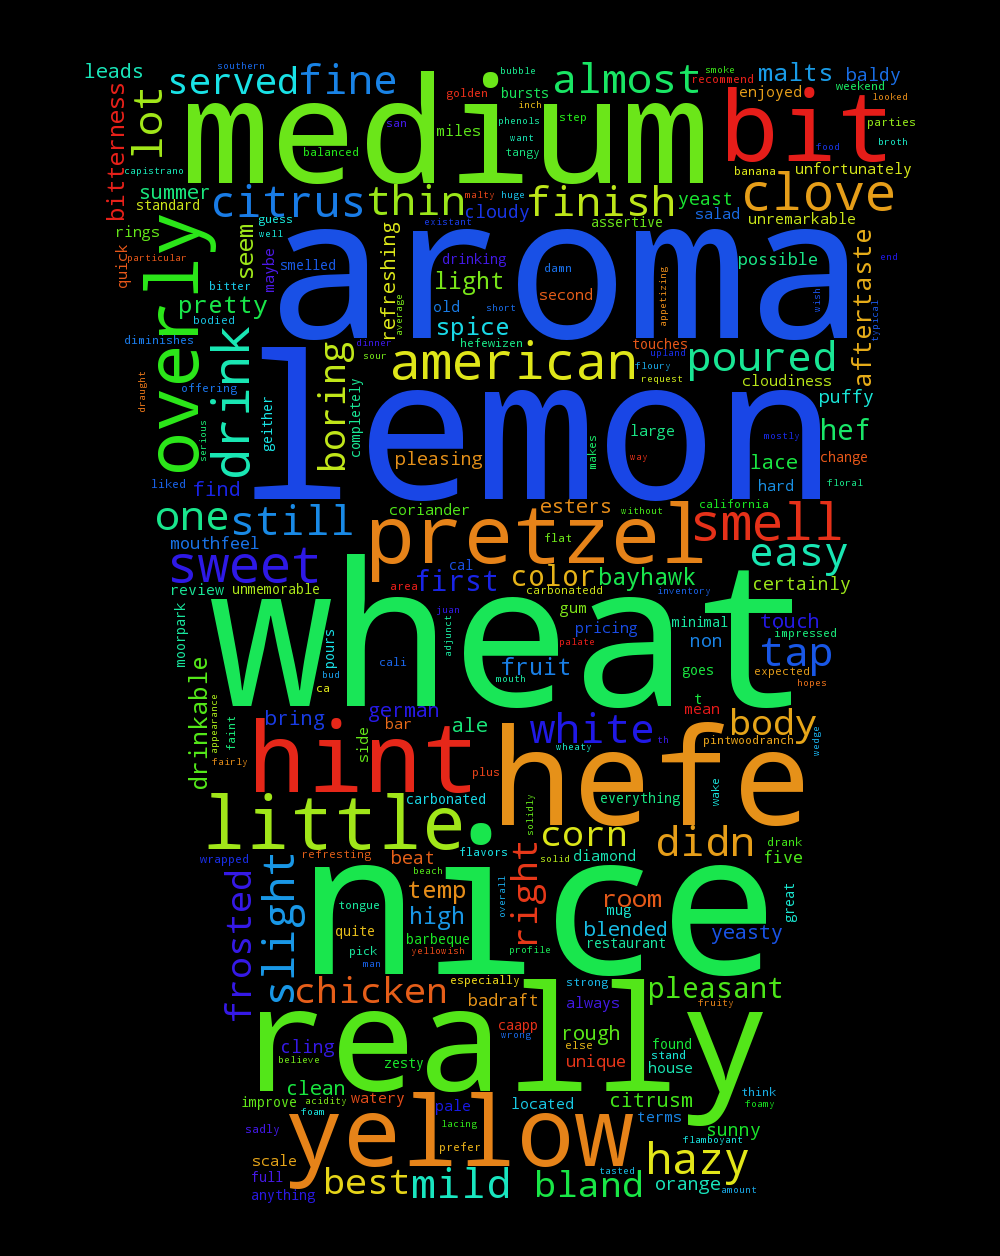 southern
bubble
smoke
leads
served
fine
almost
malts
baldy
recommend
weekend
medium
bit
lot
golden
bursts
inch
enjoyed
looked
bitterness
san
miles
phenols
step
parties
want
balanced
tangy
food
broth
capistrano
banana
unfortunately
summer
citrus
thin
malty
huge
finish
yeast
clove
standard
cloudy
salad
unremarkable
guess
existant
assertive
rings
well
overly
seem
aroma
refreshing
particular
quick
maybe
smelled
drinking
light
damn
possible
end
aftertaste
bitter
second
appetizing
wish
pretty
old
short
bodied
spice
average
typical
diminishes
drink
dinner
hefewizen
touches
poured
sour
american
upland
boring
floury
request
cloudiness
draught
offering
puffy
lemon
geither
completely
serious
large
hef
mostly
pleasing
makes
way
lace
change
liked
find
hard
floral
esters
california
one
still
coriander
without
smell
pretzel
flat
mouthfeel
easy
sweet
cal
first
color
bayhawk
certainly
area
review
unmemorable
carbonatedd
inventory
wheat
gum
juan
minimal
touch
moorpark
adjunct
pricing
impressed
pours
palate
non
tap
cali
fruit
goes
expected
bud
mouth
hopes
drinkable
ca
t
german
mean
bring
bar
ale
white
body
appearance
faint
hint
side
wheaty
th
pintwoodranch
wedge
fairly
plus
hefe
wake
little
carbonated
everything
solidly
corn
didn
drank
wrapped
refresting
beat
flavors
solid
diamond
five
beach
nice
frosted
slight
temp
overall
right
room
tongue
high
mug
great
quite
barbeque
blended
yeasty
pick
yellowish
profile
restaurant
man
chicken
especially
strong
pleasant
badraft
always
fruity
really
caapp
rough
wrong
cling
else
found
believe
zesty
unique
stand
house
clean
think
improve
acidity
watery
pale
located
citrusm
foamy
foam
terms
sadly
lacing
sunny
yellow
prefer
flamboyant
scale
hazy
full
tasted
best
mild
bland
orange
amount
anything